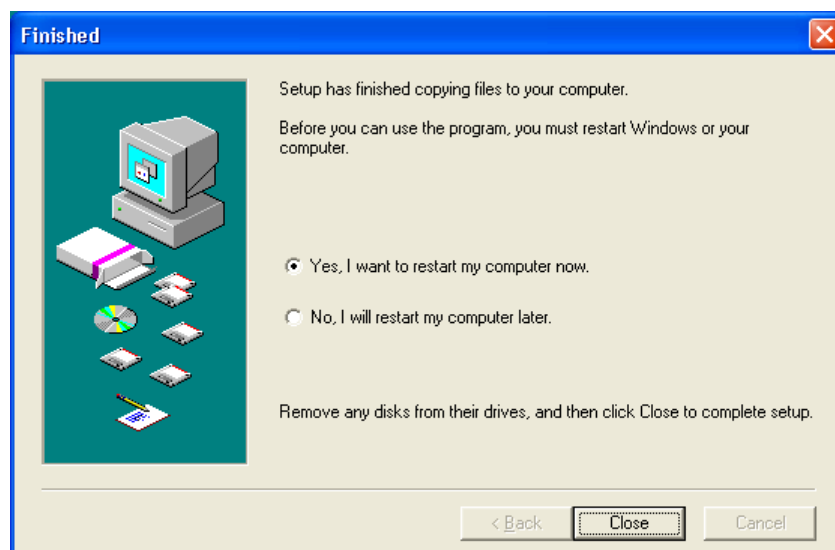 Finished
Setup has finished copying files to your computer.
Before you can use the program, you must restart Windows or your
computer.
Yes, I want to restart my computer now.
No, I will restart my computer later.
Remove any disks from their drives, and then click Close to complete setup.
< Back
Close
Cancel